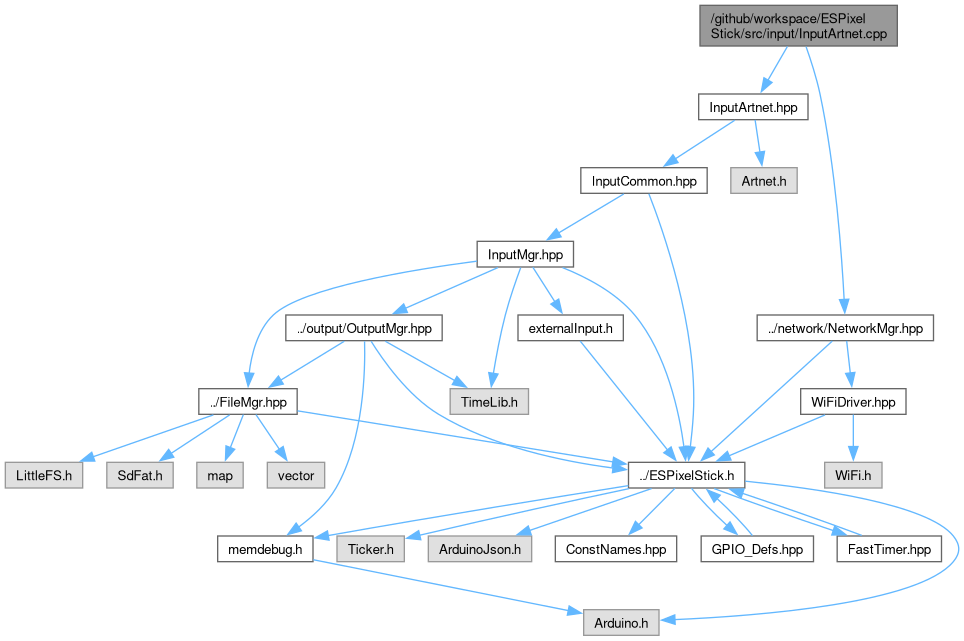 /github/workspace/ESPixel
Stick/src/input/InputArtnet.cpp
InputArtnet.hpp
InputCommon.hpp
Artnet.h
InputMgr.hpp
../output/OutputMgr.hpp
externalInput.h
../network/NetworkMgr.hpp
../FileMgr.hpp
TimeLib.h
WiFiDriver.hpp
LittleFS.h
SdFat.h
map
vector
../ESPixelStick.h
WiFi.h
memdebug.h
Ticker.h
ArduinoJson.h
ConstNames.hpp
GPIO_Defs.hpp
FastTimer.hpp
Arduino.h